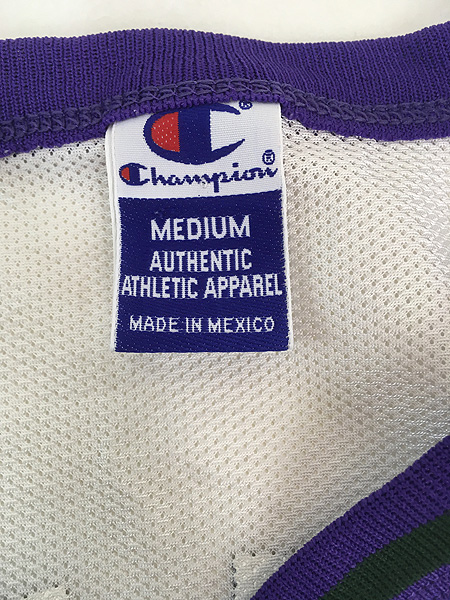 Champion®
MEDIUM
AUTHENTIC
ATHLETIC APPAREL
MADE IN MEXICO